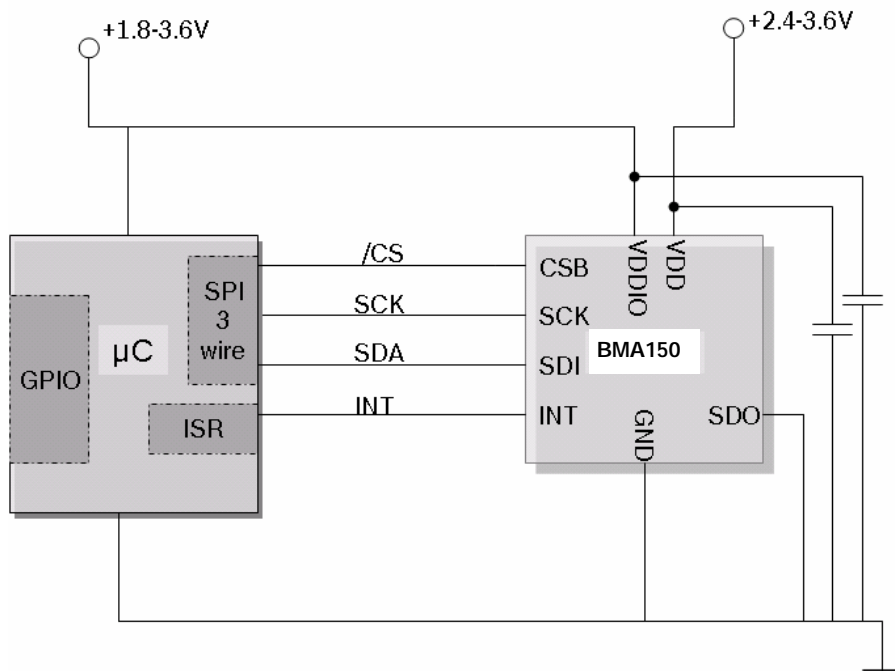 +1.8-3.6V
+2.4-3.6V
/CS
SCK
SDA
INT
SPI
3
wire
µC
GPIO
ISR
CSB
SCK
SDI
INT
VDDIO
VDD
BMA150
GND
SDO